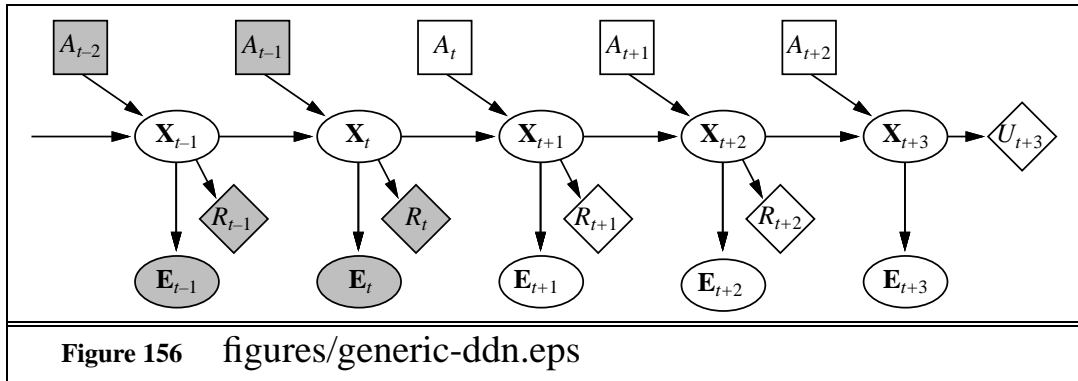 A_{t–2} A_{t–1} A_t A_{t+1} A_{t+2}
X_{t–1} X_t X_{t+1} X_{t+2} X_{t+3} U_{t+3}
R_{t–1} R_t R_{t+1} R_{t+2}
E_{t–1} E_t E_{t+1} E_{t+2} E_{t+3}
Figure 156 figures/generic-ddn.eps